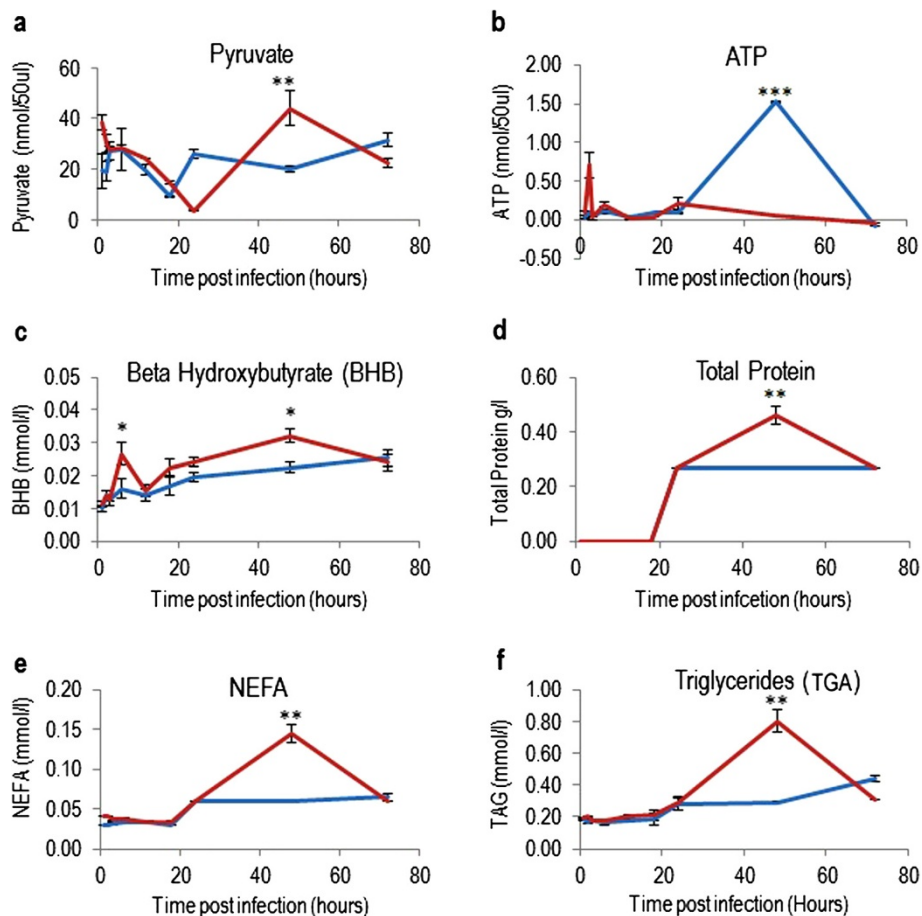 a
Pyruvate
**
Pyruvate (nmol/50ul)
60
40
20
0
0 20 40 60 80
Time post infection (hours)
b
ATP
***
ATP (nmol/50ul)
2.00
1.50
1.00
0.50
0.00
-0.50
0 20 40 60 80
Time post infection (hours)
c
Beta Hydroxybutyrate (BHB)
* *
BHB (mmol/l)
0.05
0.04
0.03
0.02
0.01
0.00
0 20 40 60 80
Time post infection (hours)
d
Total Protein
**
Total Protein g/l
0.60
0.40
0.20
0.00
0 20 40 60 80
Time post infcetion (hours)
e
NEFA
**
NEFA (mmol/l)
0.20
0.15
0.10
0.05
0.00
0 20 40 60 80
Time post infection (hours)
f
Triglycerides (TGA)
**
TAG (mmol/l)
1.00
0.80
0.60
0.40
0.20
0.00
0 20 40 60 80
Time post infection (Hours)